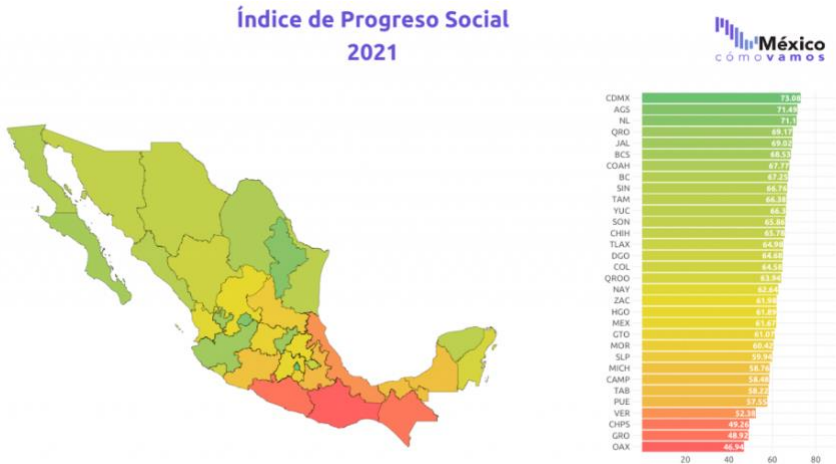 Índice de Progreso Social
2021
México
cómovamos
CDMX 73.08
AGS 71.49
NL 71.1
QRO 69.17
JAL 69.02
BCS 68.53
COAH 67.77
BC 67.25
SIN 66.76
TAM 66.38
YUC 66.3
SON 65.86
CHIH 65.78
TLAX 64.98
DGO 64.68
COL 64.58
QROO 63.94
NAY 62.64
ZAC 61.98
HGO 61.89
MEX 61.67
GTO 61.07
MOR 60.42
SLP 59.94
MICH 58.76
CAMP 58.48
TAB 58.22
PUE 57.55
VER 52.38
CHPS 49.26
GRO 48.92
OAX 46.94
20 40 60 80